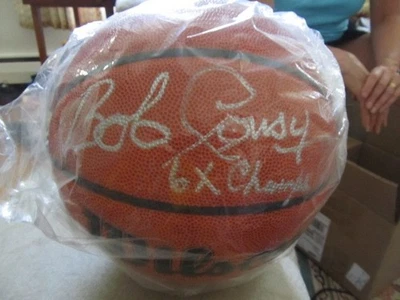 Bob Cousy
6x Champ